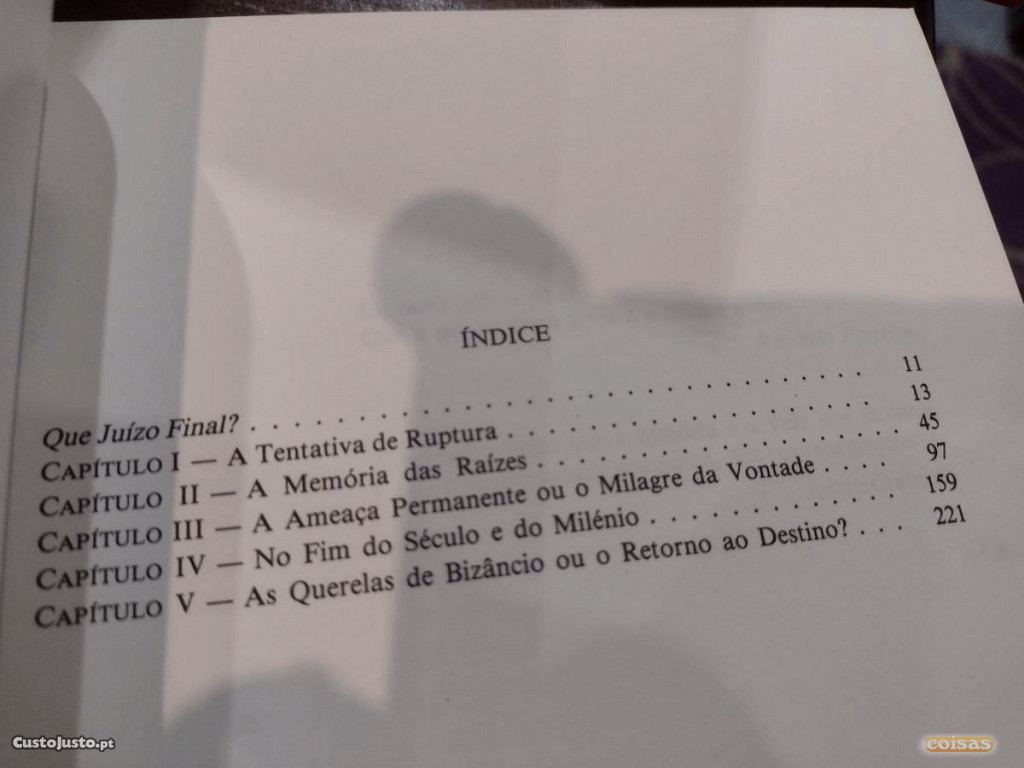 ÍNDICE
Que Juízo Final? . . . . . . . . . . . . . . . . . . . . . . . . . . . . . . 11
CAPÍTULO I — A Tentativa de Ruptura . . . . . . . . . . . . . . . . . . 13
CAPÍTULO II — A Memória das Raízes . . . . . . . . . . . . . . . . . . 45
CAPÍTULO III — A Ameaça Permanente ou o Milagre da Vontade . . . . 97
CAPÍTULO IV — No Fim do Século e do Milénio . . . . . . . . . . . . 159
CAPÍTULO V — As Querelas de Bizâncio ou o Retorno ao Destino? . . . 221
CustoJusto.pt
coisas